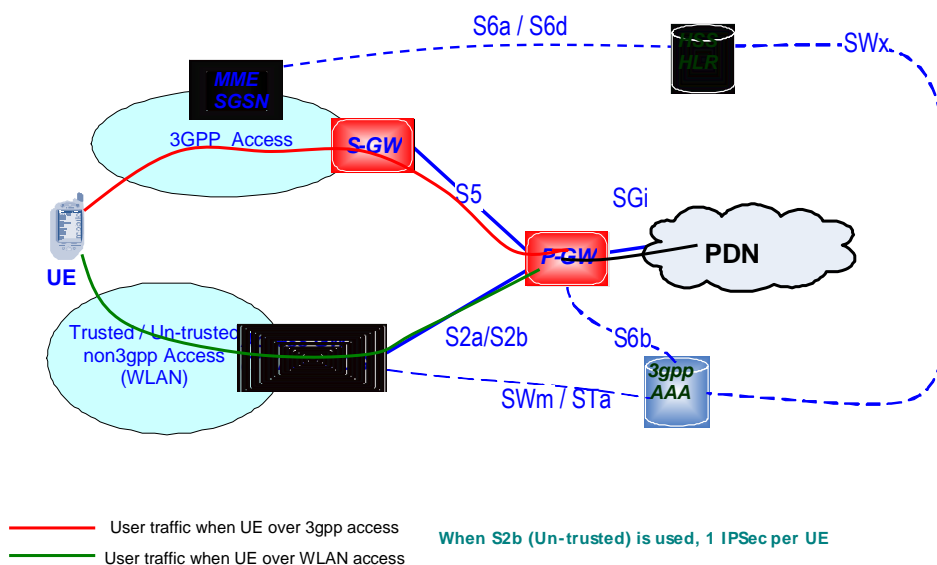 S6a / S6d
HSS
HLR
SWx
MME
SGSN
3GPP Access
S-GW
S5
SGi
UE
P-GW
PDN
Trusted / Un-trusted
non3gpp Access
(WLAN)
S2a/S2b
S6b
3gpp
AAA
SWm / STa
User traffic when UE over 3gpp access
User traffic when UE over WLAN access
When S2b (Un-trusted) is used, 1 IPSec per UE